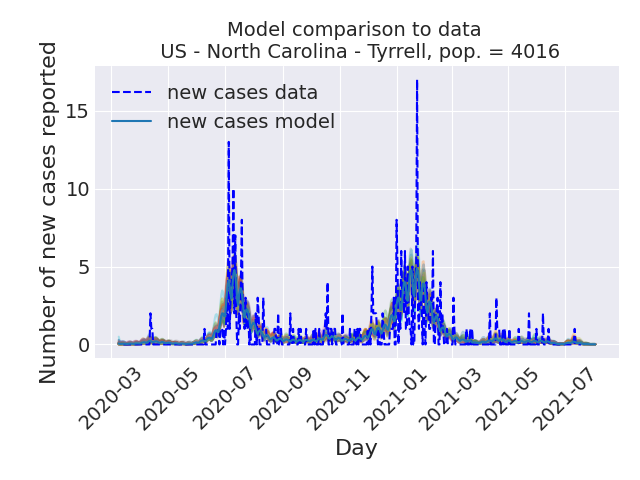 Model comparison to data
US - North Carolina - Tyrrell, pop. = 4016
new cases data
new cases model
Number of new cases reported
15
10
5
0
2020-03
2020-05
2020-07
2020-09
2020-11
2021-01
2021-03
2021-05
2021-07
Day